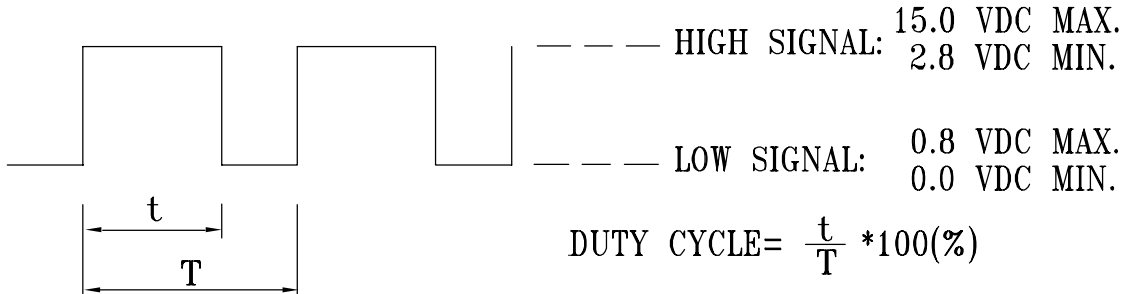 HIGH SIGNAL: 15.0 VDC MAX.
2.8 VDC MIN.
LOW SIGNAL: 0.8 VDC MAX.
0.0 VDC MIN.
t
T
DUTY CYCLE= t/T *100(%)